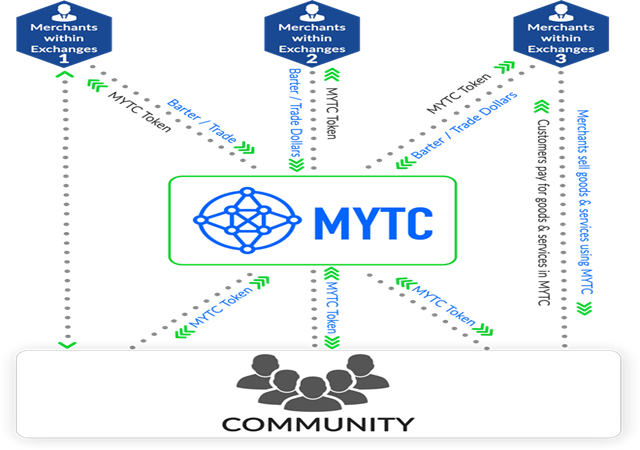 Merchants
within
Exchanges
1
Merchants
within
Exchanges
2
Merchants
within
Exchanges
3
MYTC Token
Barter / Trade
Barter / Trade Dollars
MYTC Token
MYTC Token
Barter / Trade Dollars
Customers pay for goods & services in MYTC
Merchants sell goods & services using MYTC
MYTC
MYTC Token
MYTC Token
MYTC Token
COMMUNITY